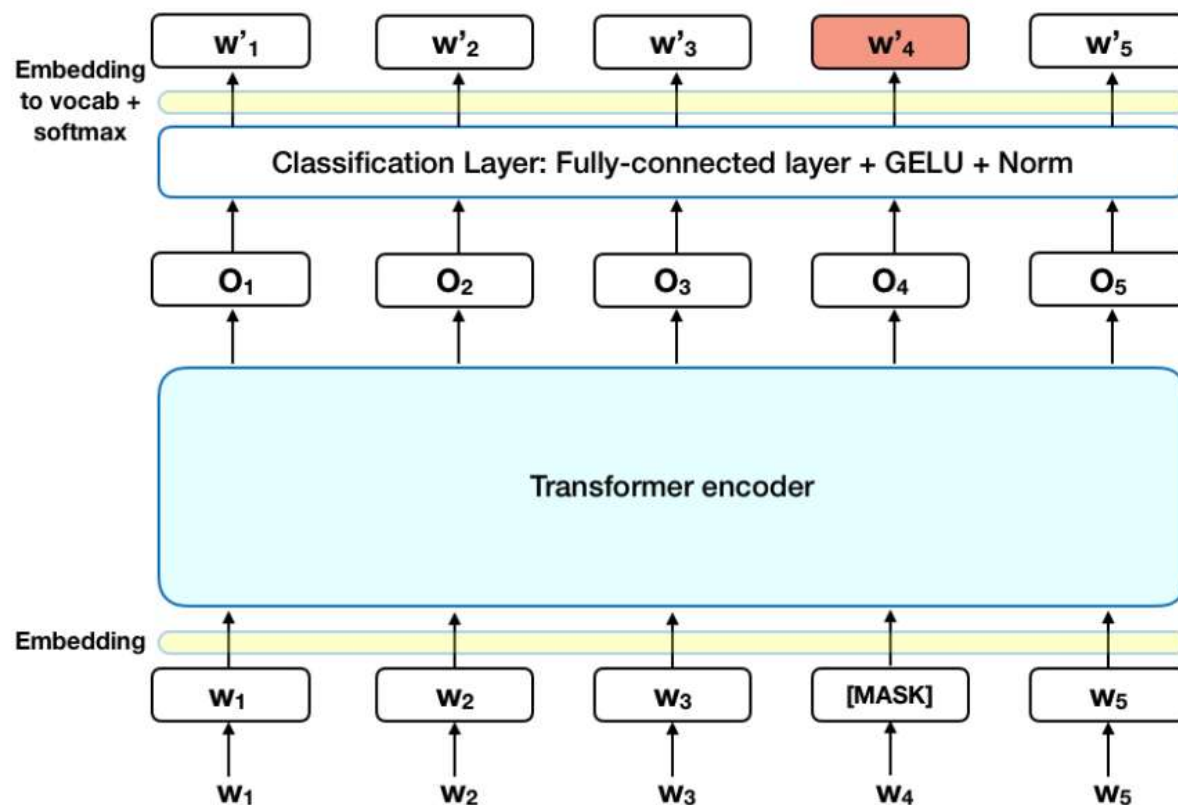 w’₁ w’₂ w’₃ w’₄ w’₅
Embedding
to vocab +
softmax
Classification Layer: Fully-connected layer + GELU + Norm
O₁ O₂ O₃ O₄ O₅
Transformer encoder
Embedding
W₁ W₂ W₃ [MASK] W₅
W₁ W₂ W₃ W₄ W₅